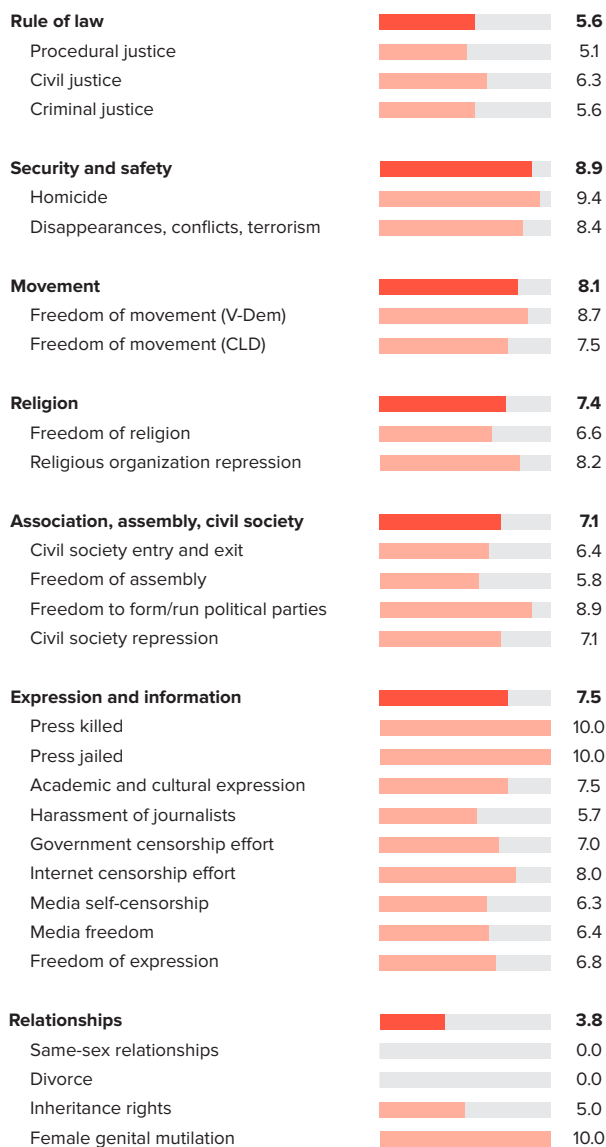 Rule of law 5.6
Procedural justice 5.1
Civil justice 6.3
Criminal justice 5.6
Security and safety 8.9
Homicide 9.4
Disappearances, conflicts, terrorism 8.4
Movement 8.1
Freedom of movement (V-Dem) 8.7
Freedom of movement (CLD) 7.5
Religion 7.4
Freedom of religion 6.6
Religious organization repression 8.2
Association, assembly, civil society 7.1
Civil society entry and exit 6.4
Freedom of assembly 5.8
Freedom to form/run political parties 8.9
Civil society repression 7.1
Expression and information 7.5
Press killed 10.0
Press jailed 10.0
Academic and cultural expression 7.5
Harassment of journalists 5.7
Government censorship effort 7.0
Internet censorship effort 8.0
Media self-censorship 6.3
Media freedom 6.4
Freedom of expression 6.8
Relationships 3.8
Same-sex relationships 0.0
Divorce 0.0
Inheritance rights 5.0
Female genital mutilation 10.0